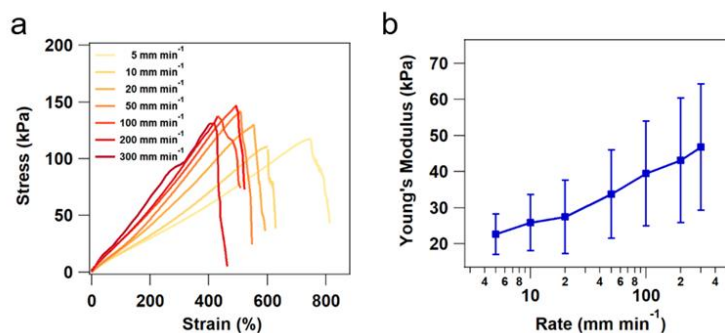 a
200
150
100
50
0
Stress (kPa)
5 mm min⁻¹
10 mm min⁻¹
20 mm min⁻¹
50 mm min⁻¹
100 mm min⁻¹
200 mm min⁻¹
300 mm min⁻¹
0 200 400 600 800
Strain (%)
b
70
60
50
40
30
20
Young's Modulus (kPa)
4 6 8 10 2 4 6 8 100 2 4
Rate (mm min⁻¹)